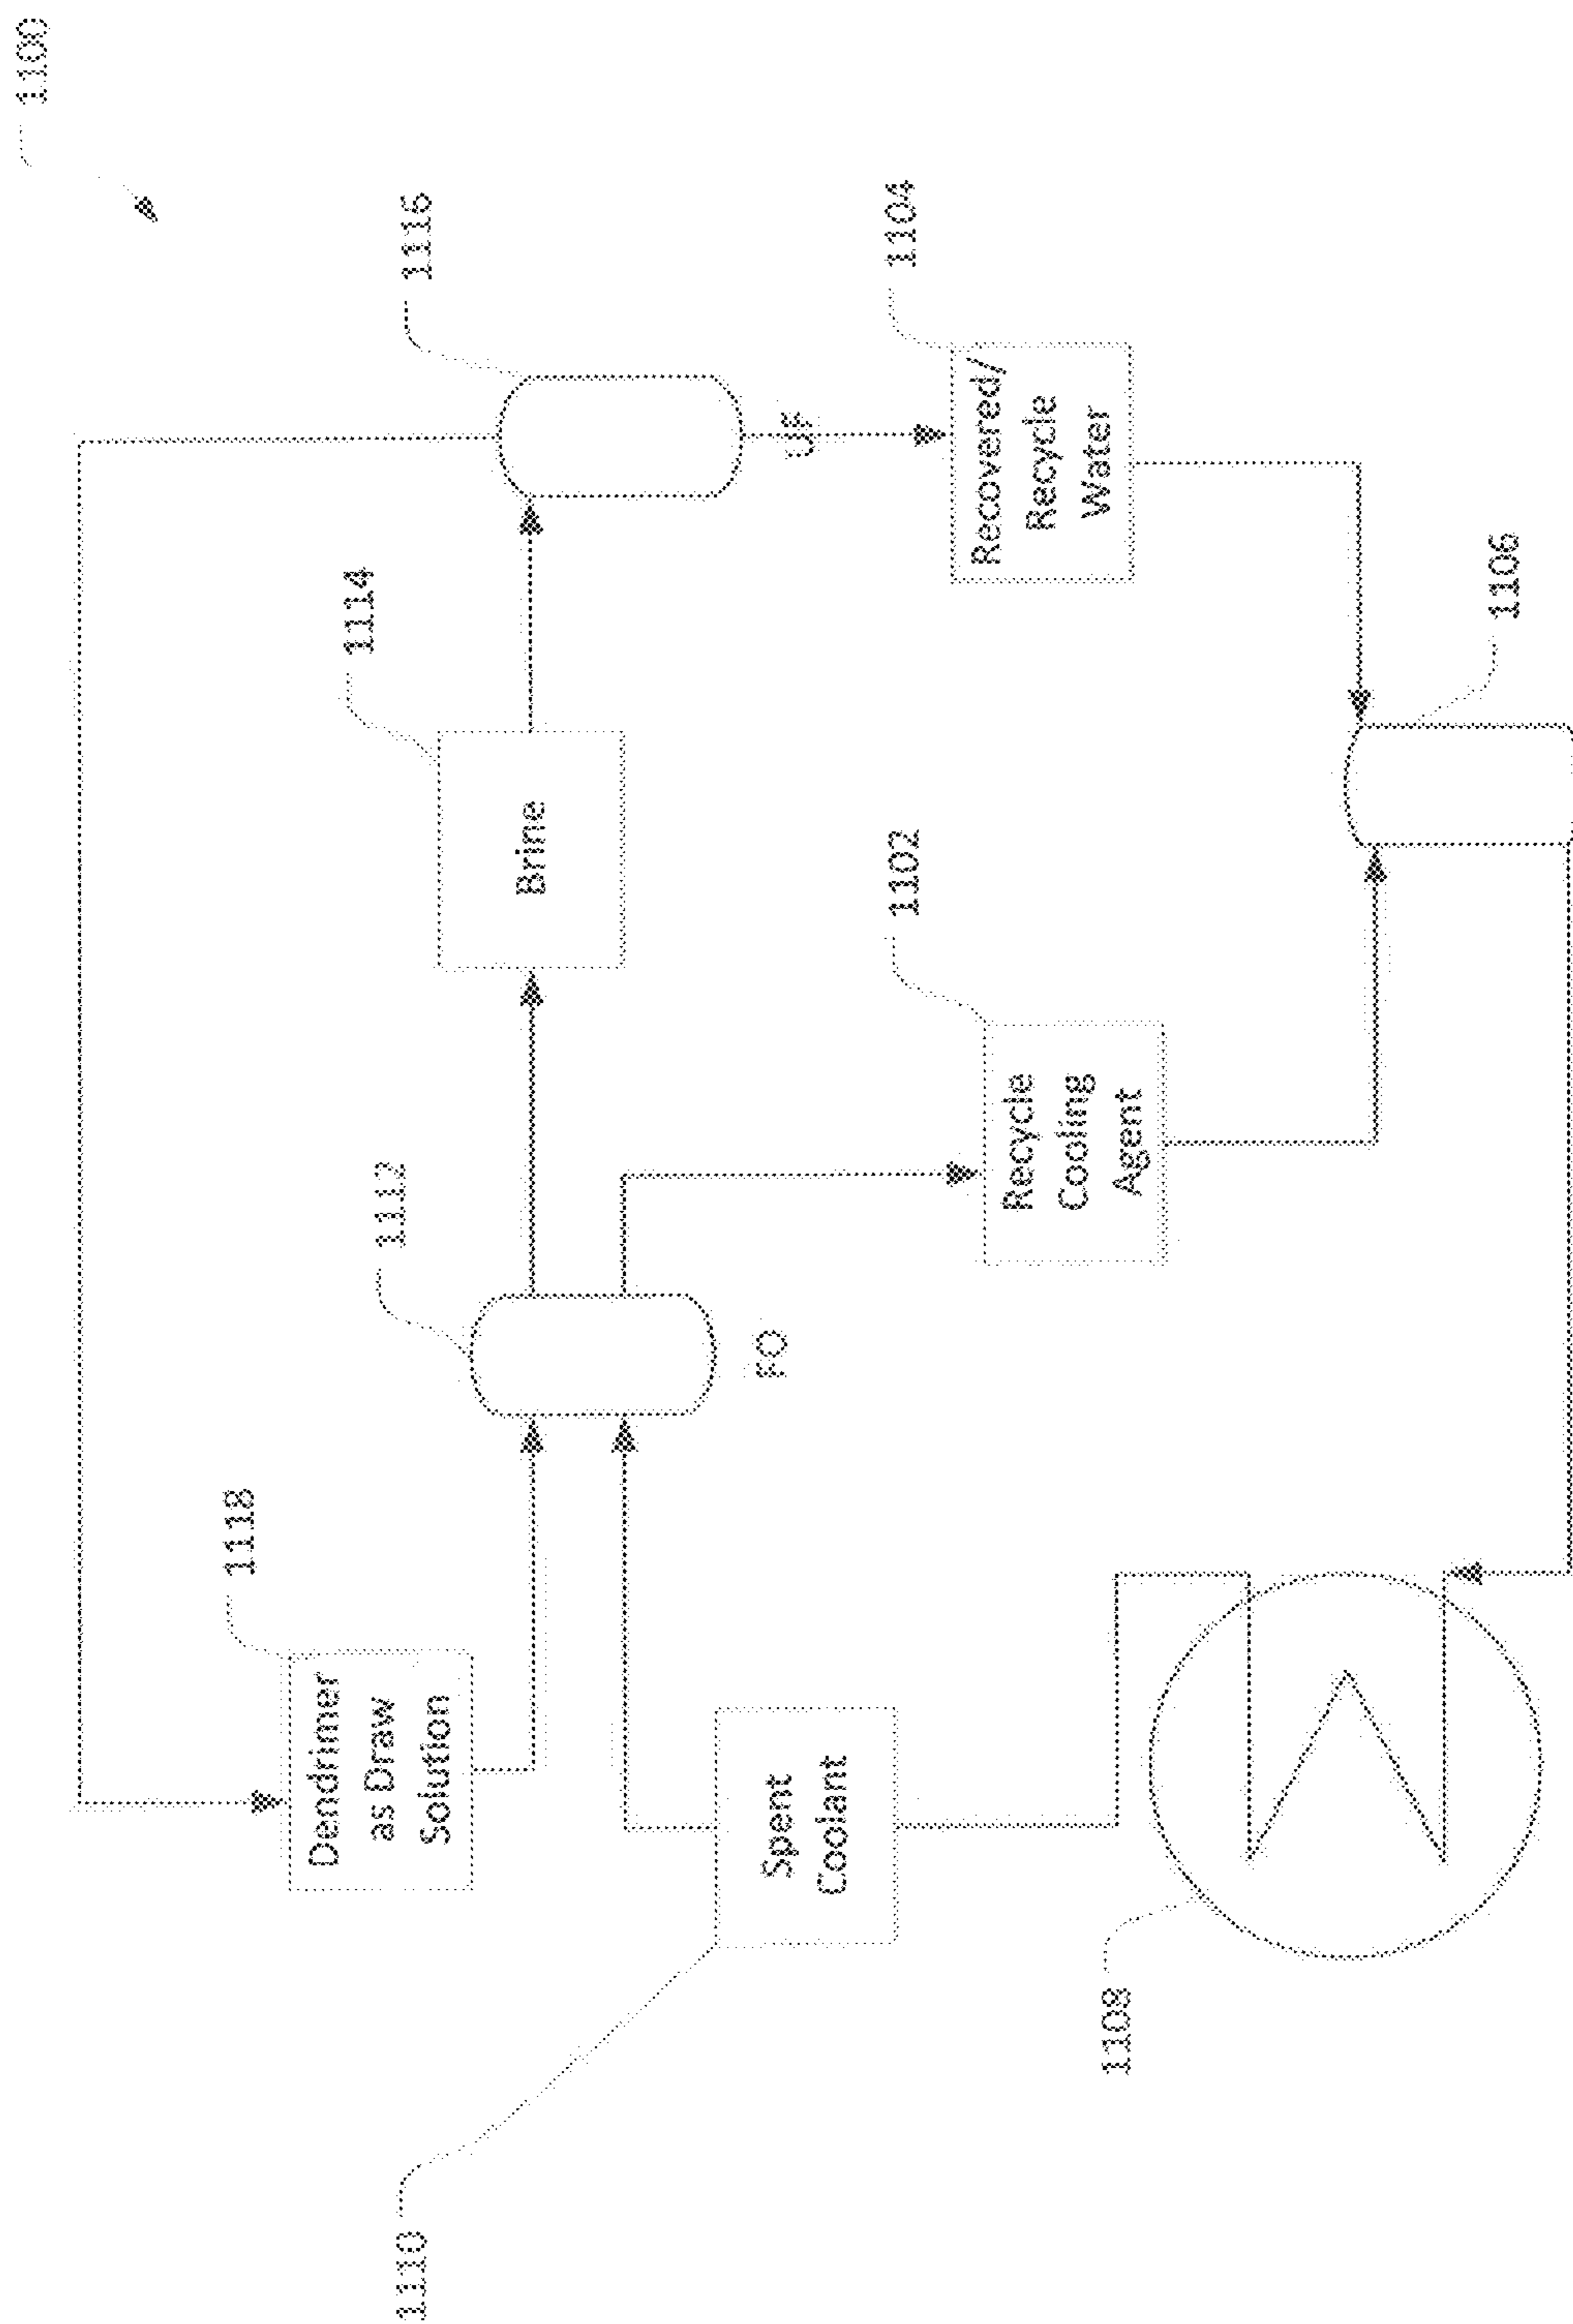 1100
1116
1104
1114
1106
Recovered/
Recycle
Water
UF
Brine
1102
1112
Recycle
Cooling
Agent
FO
1118
Dendrimer
as Draw
Solution
Spent
Coolant
1108
1110